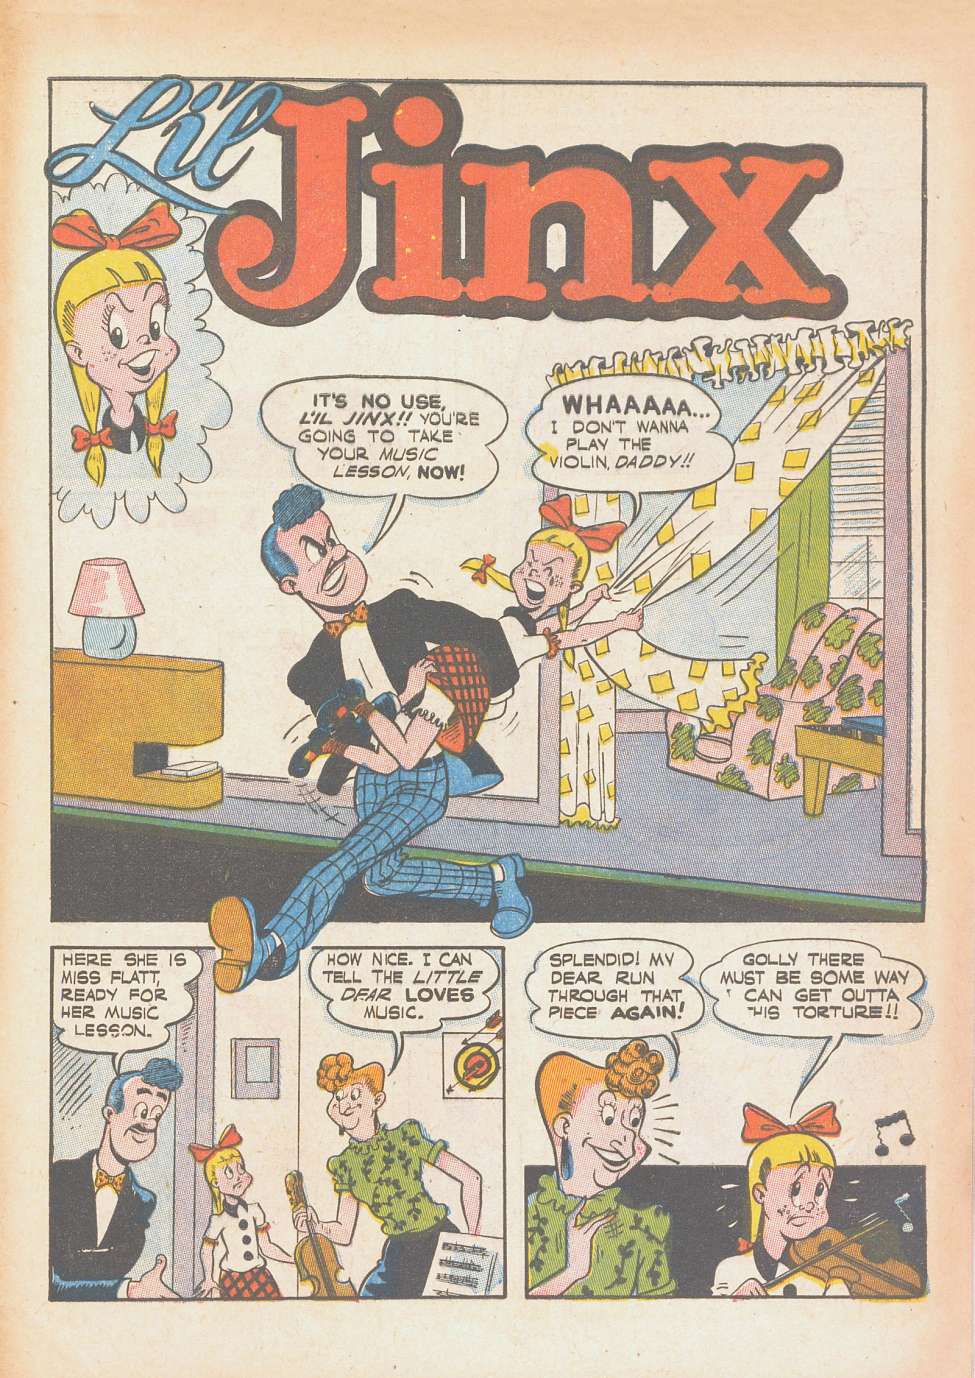 Li'l Jinx
IT'S NO USE,
LI'L JINX!! YOU'RE
GOING TO TAKE
YOUR MUSIC
LESSON, NOW!
WHAAAAA...
I DON'T WANNA
PLAY THE
VIOLIN, DADDY!!
HERE SHE IS
MISS FLATT,
READY FOR
HER MUSIC
LESSON.
HOW NICE. I CAN
TELL THE LITTLE
DEAR LOVES
MUSIC.
SPLENDID! MY
DEAR RUN
THROUGH THAT
PIECE AGAIN!
GOLLY THERE
MUST BE SOME WAY
I CAN GET OUTTA
THIS TORTURE!!